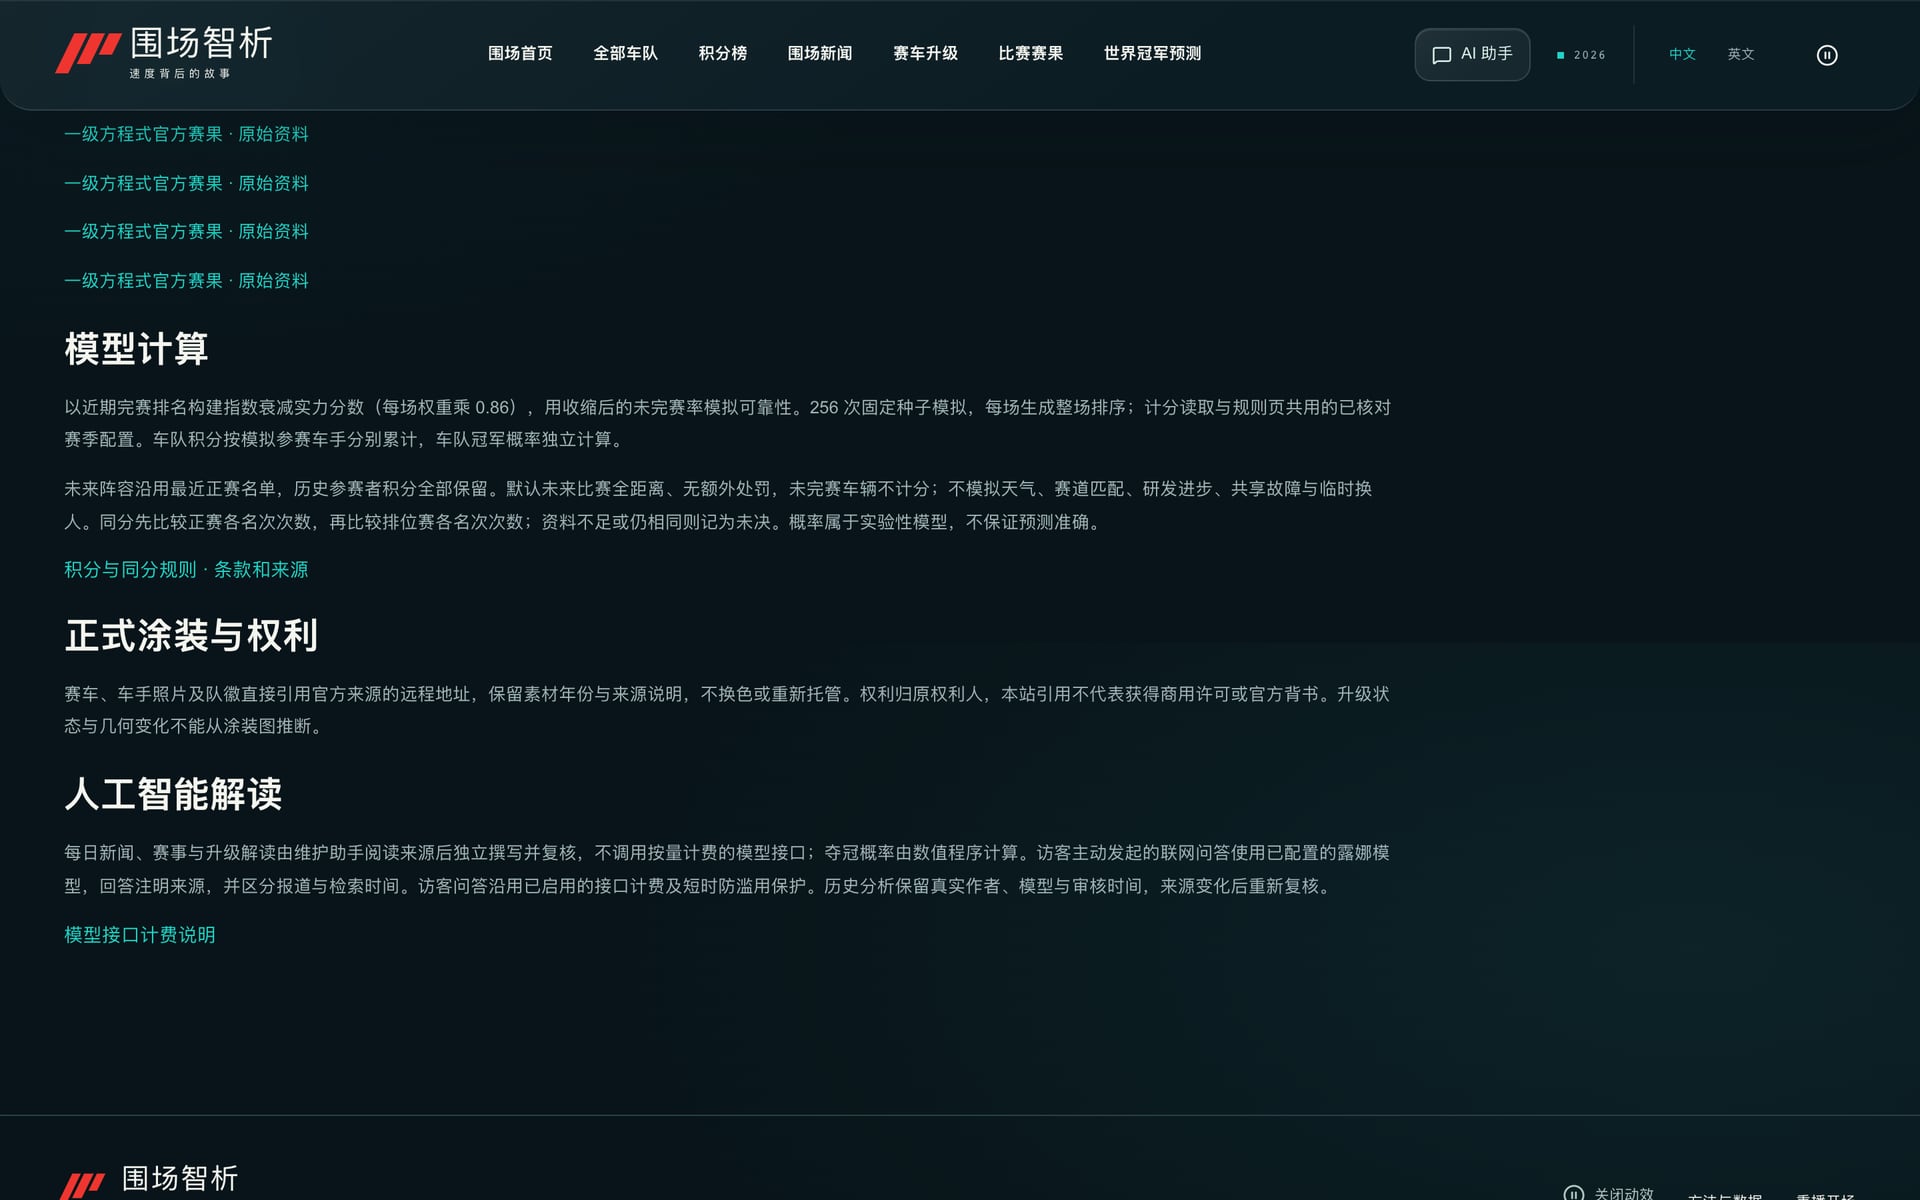 围场智析
速度背后的故事
围场首页 全部车队 积分榜 围场新闻 赛车升级 比赛赛果 世界冠军预测
AI 助手
2026
中文 英文
一级方程式官方赛果 · 原始资料
一级方程式官方赛果 · 原始资料
一级方程式官方赛果 · 原始资料
一级方程式官方赛果 · 原始资料
模型计算
以近期完赛排名构建指数衰减实力分数（每场权重乘 0.86），用收缩后的未完赛率模拟可靠性。256 次固定种子模拟，每场生成整场排序；计分读取与规则页共用的已核对
赛季配置。车队积分按模拟参赛车手分别累计，车队冠军概率独立计算。
未来阵容沿用最近正赛名单，历史参赛者积分全部保留。默认未来比赛全距离、无额外处罚，未完赛车辆不计分；不模拟天气、赛道匹配、研发进步、共享故障与临时换
人。同分先比较正赛各名次次数，再比较排位赛各名次次数；资料不足或仍相同则记为未决。概率属于实验性模型，不保证预测准确。
积分与同分规则 · 条款和来源
正式涂装与权利
赛车、车手照片及队徽直接引用官方来源的远程地址，保留素材年份与来源说明，不换色或重新托管。权利归原权利人，本站引用不代表获得商用许可或官方背书。升级状
态与几何变化不能从涂装图推断。
人工智能解读
每日新闻、赛事与升级解读由维护助手阅读来源后独立撰写并复核，不调用按量计费的模型接口；夺冠概率由数值程序计算。访客主动发起的联网问答使用已配置的露娜模
型，回答注明来源，并区分报道与检索时间。访客问答沿用已启用的接口计费及短时防滥用保护。历史分析保留真实作者、模型与审核时间，来源变化后重新复核。
模型接口计费说明
围场智析
关闭动效 方法与数据 重播开场